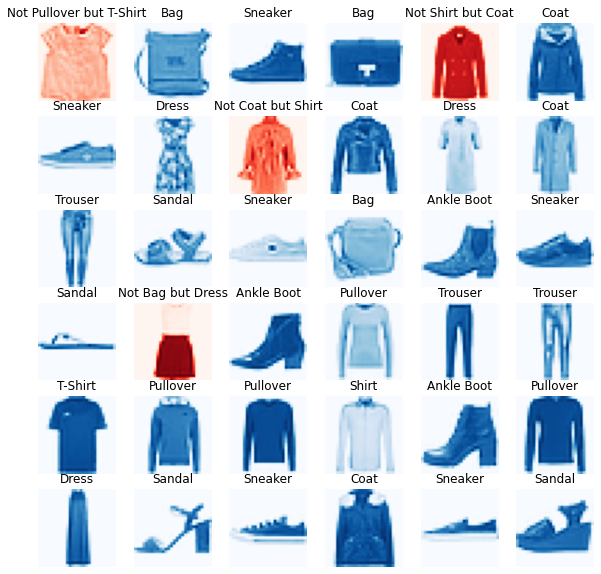 Not Pullover but T-Shirt Bag Sneaker Bag Not Shirt but Coat Coat
Sneaker Dress Not Coat but Shirt Coat Dress Coat
Trouser Sandal Sneaker Bag Ankle Boot Sneaker
Sandal Not Bag but Dress Ankle Boot Pullover Trouser Trouser
T-Shirt Pullover Pullover Shirt Ankle Boot Pullover
Dress Sandal Sneaker Coat Sneaker Sandal